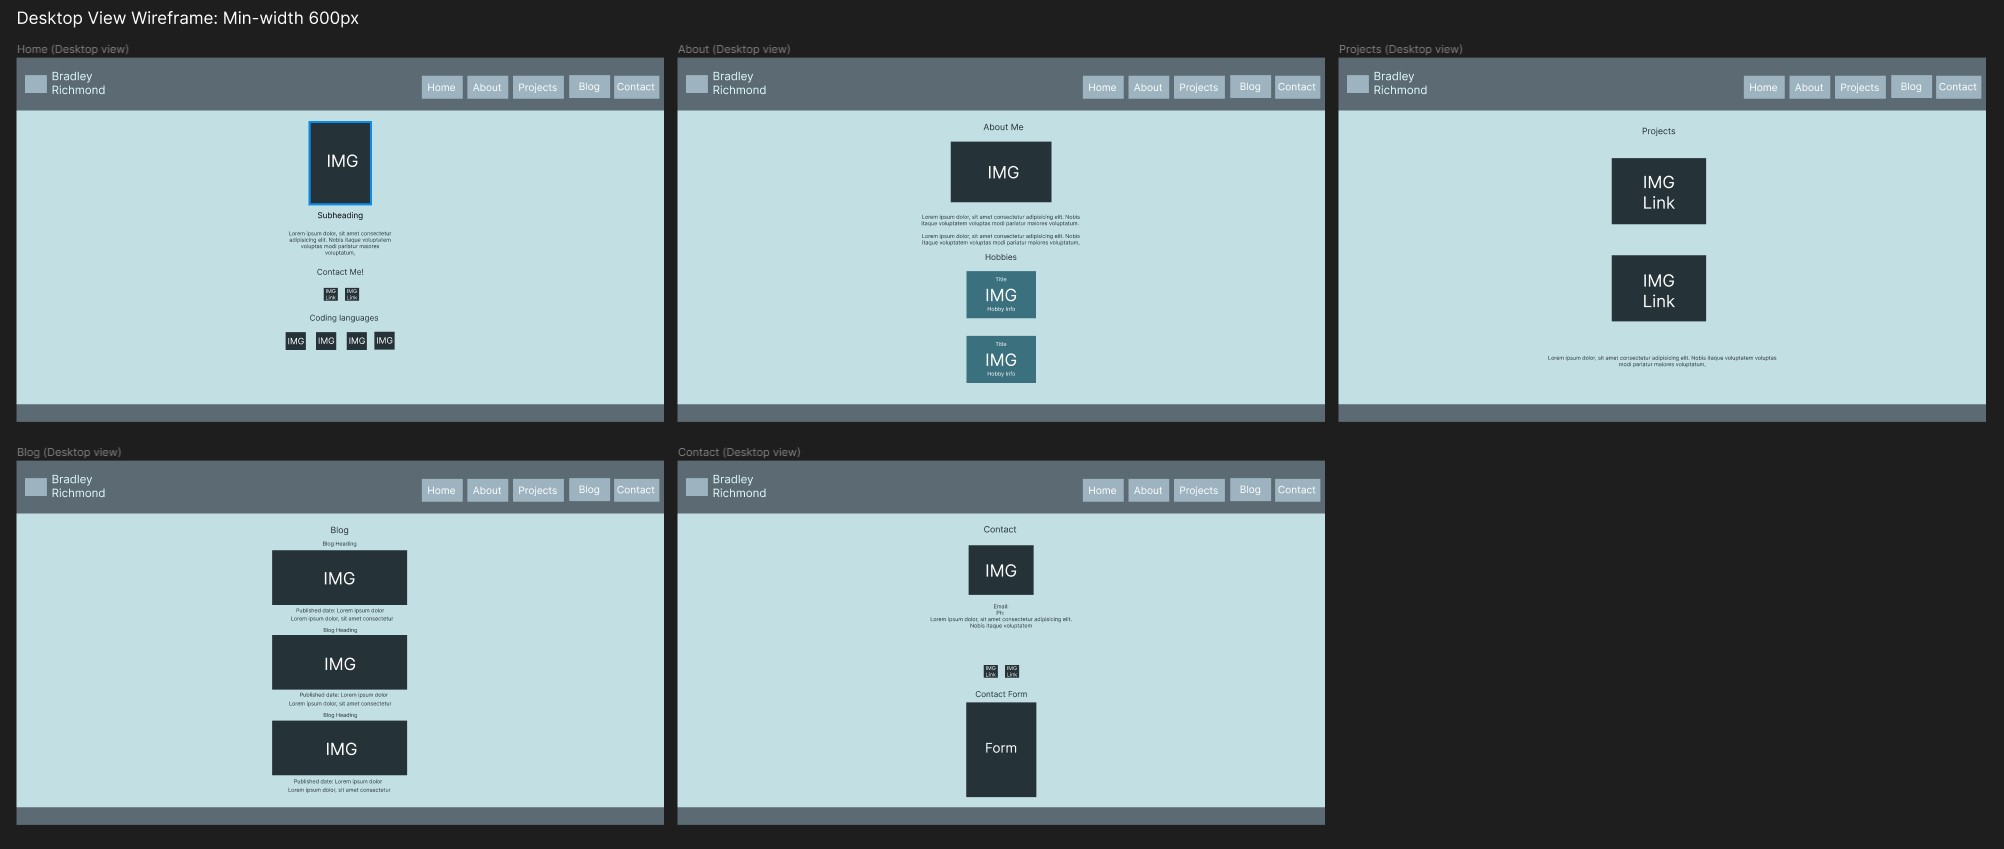 Desktop View Wireframe: Min-width 600px
Home (Desktop view)
Bradley
Richmond
Home
About
Projects
Blog
Contact
IMG
Subheading
Lorem ipsum dolor, sit amet consectetur
adipisicing elit. Nobis itaque voluptatem
voluptas modi pariatur maiores
voluptatum,
Contact Me!
IMG
Link
IMG
Link
Coding languages
IMG
IMG
IMG
IMG
About (Desktop view)
Bradley
Richmond
Home
About
Projects
Blog
Contact
About Me
IMG
Lorem ipsum dolor, sit amet consectetur adipisicing elit. Nobis
itaque voluptatem voluptas modi pariatur maiores voluptatum.
Lorem ipsum dolor, sit amet consectetur adipisicing elit. Nobis
itaque voluptatem voluptas modi pariatur maiores voluptatum,
Hobbies
Title
IMG
Hobby Info
Title
IMG
Hobby Info
Projects (Desktop view)
Bradley
Richmond
Home
About
Projects
Blog
Contact
Projects
IMG
Link
IMG
Link
Lorem ipsum dolor, sit amet consectetur adipisicing elit. Nobis itaque voluptatem voluptas
modi pariatur maiores voluptatum,
Blog (Desktop view)
Bradley
Richmond
Home
About
Projects
Blog
Contact
Blog
Blog Heading
IMG
Published date: Lorem ipsum dolor
Lorem ipsum dolor, sit amet consectetur
Blog Heading
IMG
Published date: Lorem ipsum dolor
Lorem ipsum dolor, sit amet consectetur
Blog Heading
IMG
Published date: Lorem ipsum dolor
Lorem ipsum dolor, sit amet consectetur
Contact (Desktop view)
Bradley
Richmond
Home
About
Projects
Blog
Contact
Contact
IMG
Email:
Ph:
Lorem ipsum dolor, sit amet consectetur adipisicing elit.
Nobis itaque voluptatem
IMG
Link
IMG
Link
Contact Form
Form